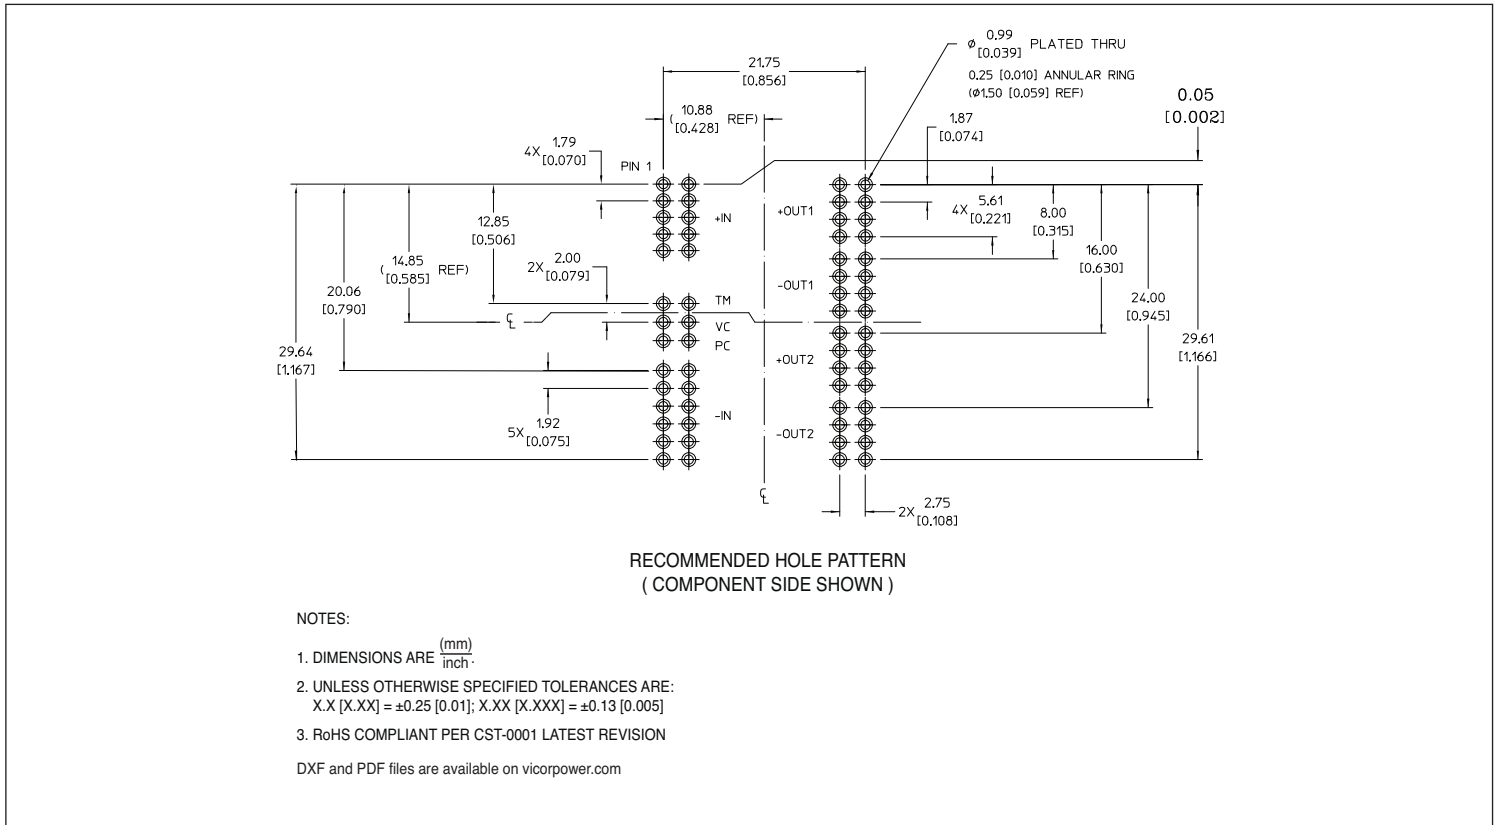 0.99
Ø [0.039] PLATED THRU
0.25 [0.010] ANNULAR RING
(Ø1.50 [0.059] REF)
21.75
[0.856]
0.05
[0.002]
( 10.88 REF)
[0.428]
1.87
[0.074]
4X 1.79
[0.070]
PIN 1
+IN
+OUT1
4X 5.61
[0.221]
8.00
[0.315]
12.85
[0.506]
16.00
[0.630]
( 14.85 REF)
[0.585]
2X 2.00
[0.079]
-OUT1
20.06
[0.790]
TM
24.00
[0.945]
℄
VC
PC
29.64
[1.167]
+OUT2
29.61
[1.166]
5X 1.92
[0.075]
-IN
-OUT2
℄
2X 2.75
[0.108]
RECOMMENDED HOLE PATTERN
( COMPONENT SIDE SHOWN )
NOTES:
1. DIMENSIONS ARE (mm)
inch .
2. UNLESS OTHERWISE SPECIFIED TOLERANCES ARE:
X.X [X.XX] = ±0.25 [0.01]; X.XX [X.XXX] = ±0.13 [0.005]
3. RoHS COMPLIANT PER CST-0001 LATEST REVISION
DXF and PDF files are available on vicorpower.com